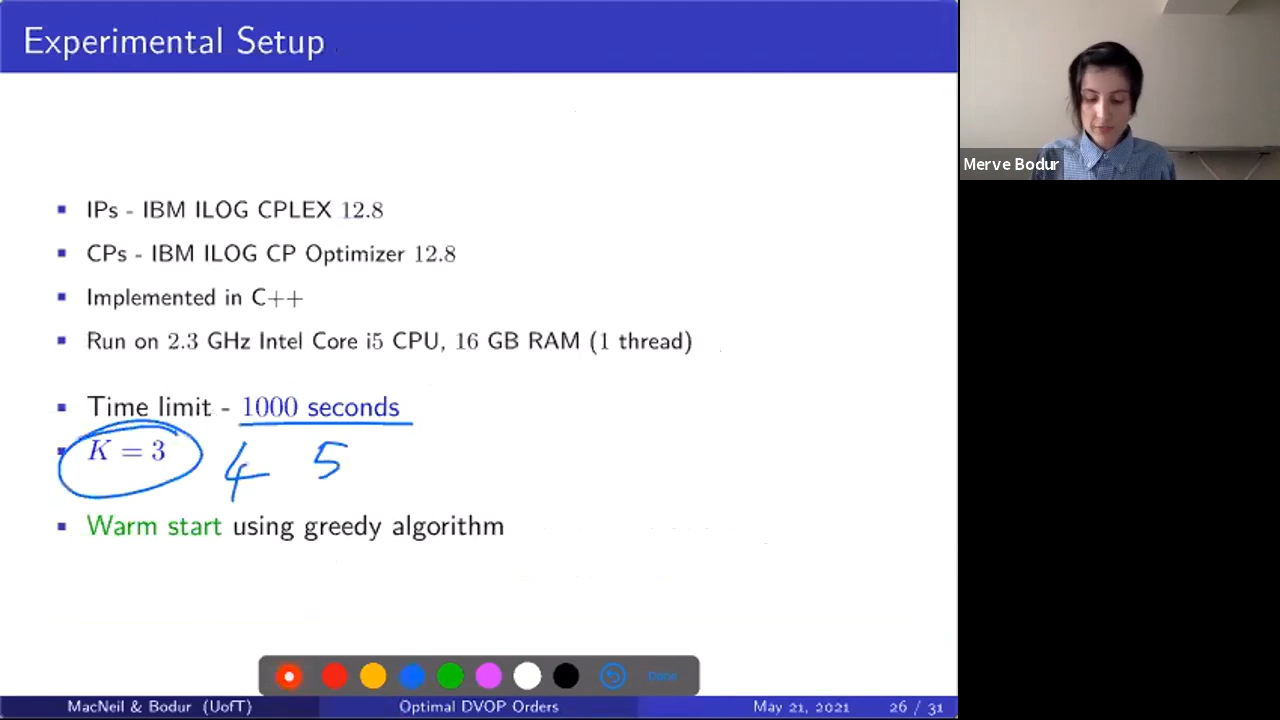 Experimental Setup
Merve Bodur
IPs - IBM ILOG CPLEX 12.8
CPs - IBM ILOG CP Optimizer 12.8
Implemented in C++
Run on 2.3 GHz Intel Core i5 CPU, 16 GB RAM (1 thread)
Time limit - 1000 seconds
K = 3 4 5
Warm start using greedy algorithm
Done
MacNeil & Bodur (UofT) Optimal DVOP Orders May 21, 2021 26 / 31